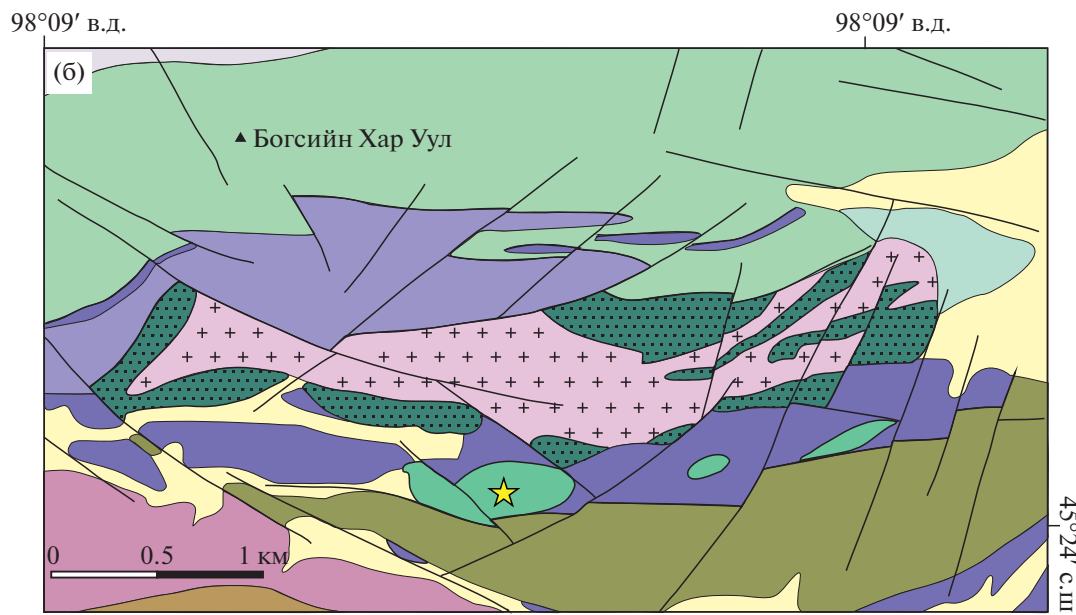 98°09′ в.д.
98°09′ в.д.
(б)
Богсийн Хар Уул
45°24′ с.ш
0 0.5 1 км